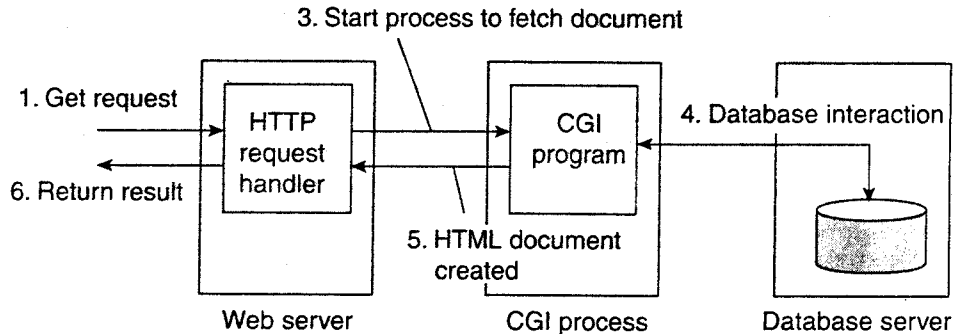 3. Start process to fetch document
1. Get request
HTTP
request
handler
CGI
program
4. Database interaction
6. Return result
5. HTML document
created
Web server
CGI process
Database server